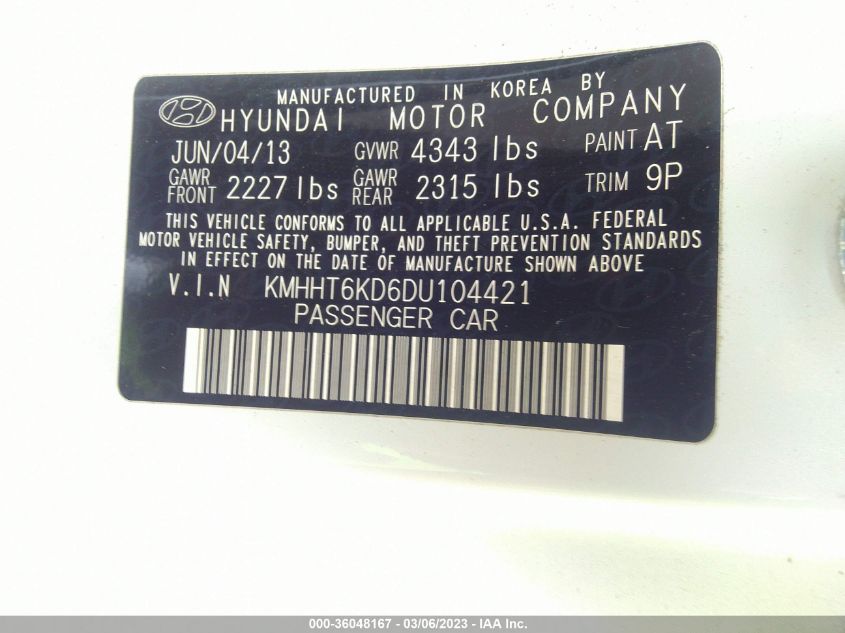 MANUFACTURED IN KOREA BY
HYUNDAI MOTOR COMPANY
JUN/04/13 GVWR 4343 lbs PAINT AT
GAWR FRONT 2227 lbs GAWR REAR 2315 lbs TRIM 9P
THIS VEHICLE CONFORMS TO ALL APPLICABLE U.S.A. FEDERAL
MOTOR VEHICLE SAFETY, BUMPER, AND THEFT PREVENTION STANDARDS
IN EFFECT ON THE DATE OF MANUFACTURE SHOWN ABOVE
V.I.N KMHHT6KD6DU104421
PASSENGER CAR
000-36048167 - 03/06/2023 - IAA Inc.